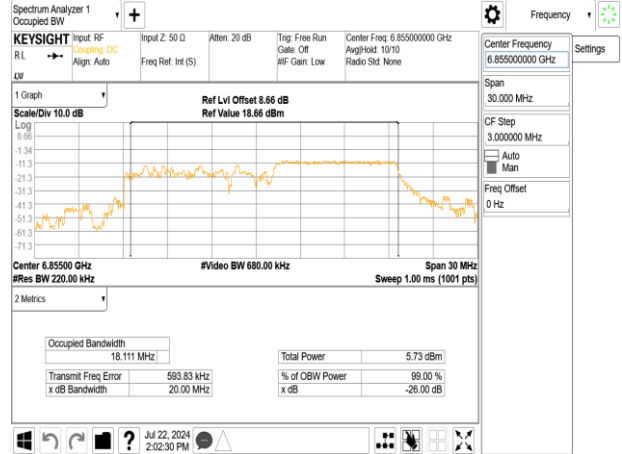 Spectrum Analyzer 1
Occupied BW
Frequency
KEYSIGHT
RL
Input: RF
Coupling: DC
Align: Auto
Input Z: 50 Ω
Freq Ref: Int (S)
Atten: 20 dB
Trig: Free Run
Gate: Off
#IF Gain: Low
Center Freq: 6.855000000 GHz
Avg|Hold: 10/10
Radio Std: None
Center Frequency
6.855000000 GHz
Settings
Span
30.000 MHz
CF Step
3.000000 MHz
Auto
Man
Freq Offset
0 Hz
1 Graph
Scale/Div 10.0 dB
Ref Lvl Offset 8.66 dB
Ref Value 18.66 dBm
Log
8.66
-1.34
-11.3
-21.3
-31.3
-41.3
-51.3
-61.3
-71.3
Center 6.85500 GHz
#Video BW 680.00 kHz
Span 30 MHz
#Res BW 220.00 kHz
Sweep 1.00 ms (1001 pts)
2 Metrics
Occupied Bandwidth
18.111 MHz
Total Power 5.73 dBm
Transmit Freq Error 593.83 kHz
% of OBW Power 99.00 %
x dB Bandwidth 20.00 MHz
x dB -26.00 dB
?
Jul 22, 2024
2:02:30 PM